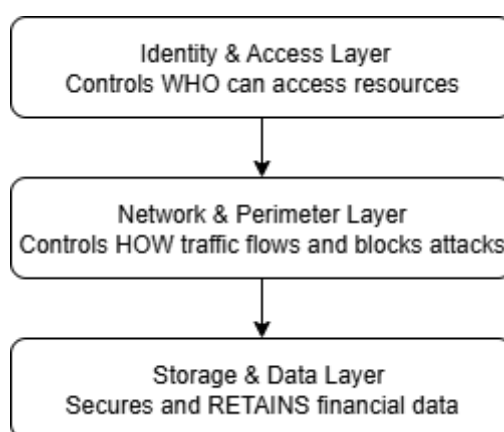 Identity & Access Layer
Controls WHO can access resources
Network & Perimeter Layer
Controls HOW traffic flows and blocks attacks
Storage & Data Layer
Secures and RETAINS financial data